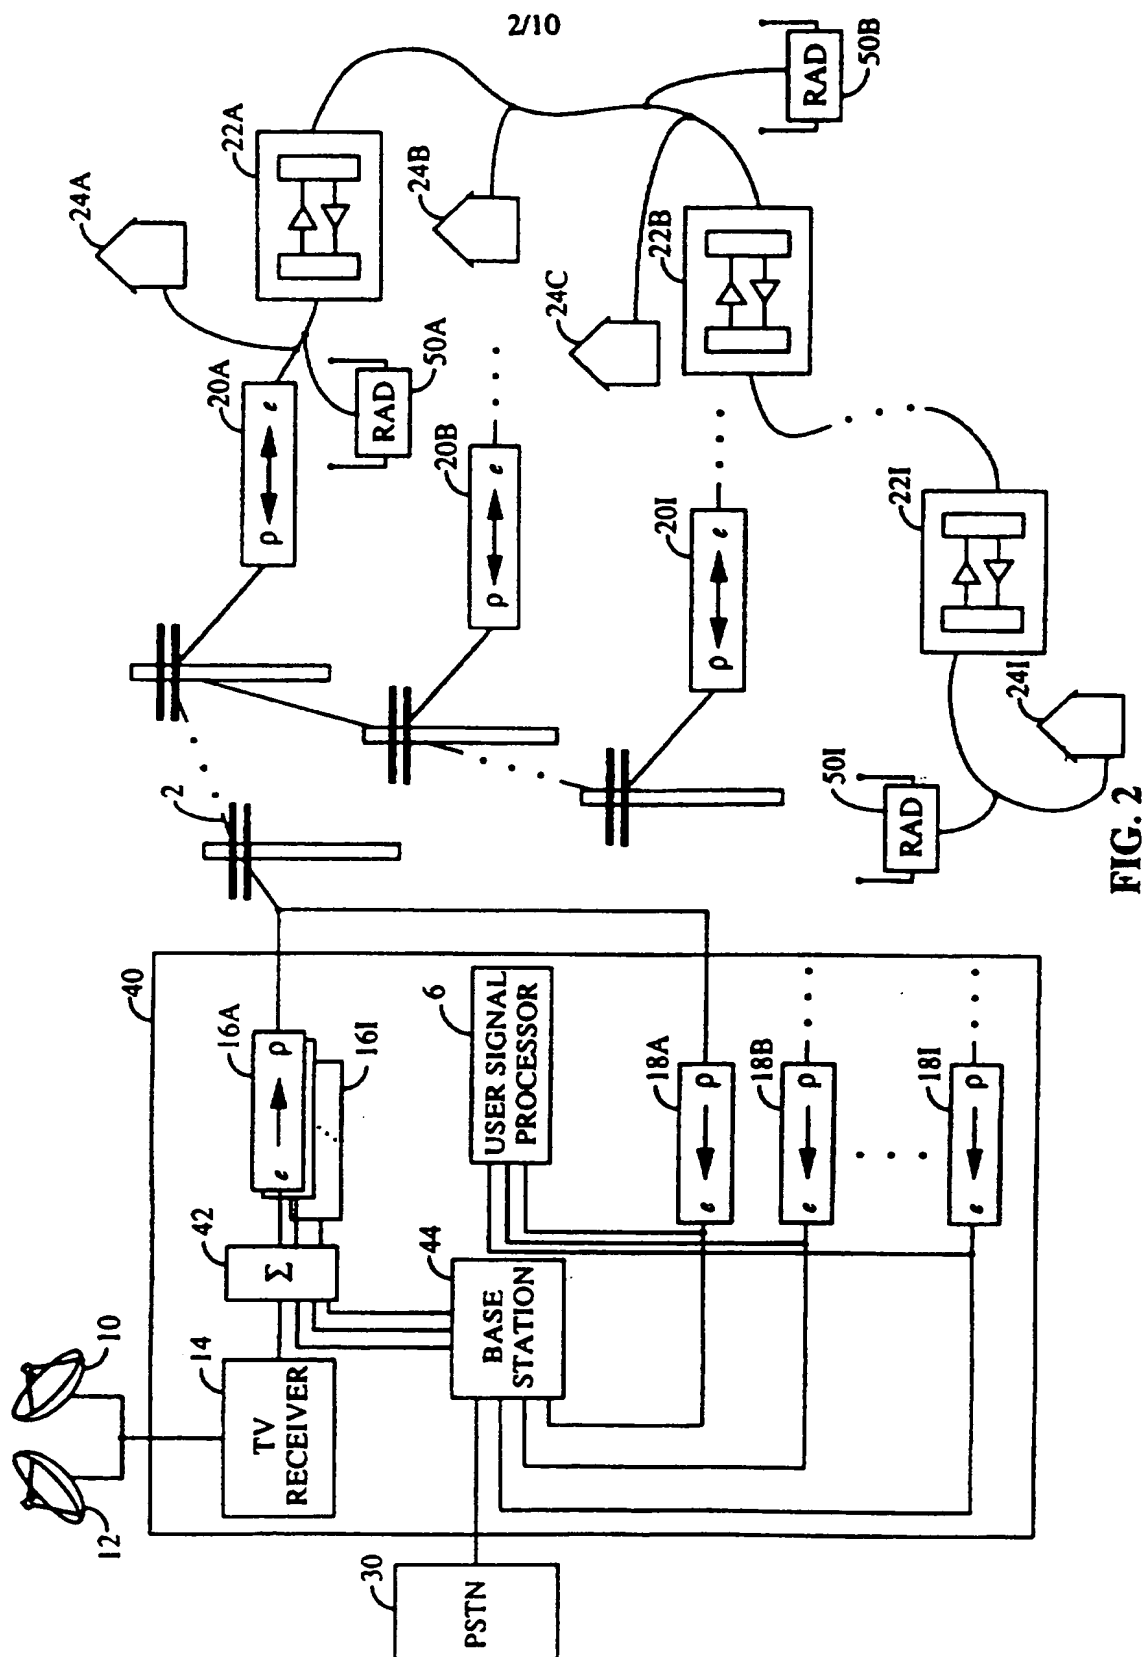 2/10
12
10
30
PSTN
40
14
TV
RECEIVER
42
Σ
16A
e
ρ
16I
44
BASE
STATION
6
USER SIGNAL
PROCESSOR
18A
e
ρ
18B
e
ρ
18I
e
ρ
2
20A
ρ
e
24A
22A
RAD
50A
20B
ρ
e
24B
20I
ρ
e
24C
22B
RAD
50B
RAD
50I
24I
22I
FIG. 2